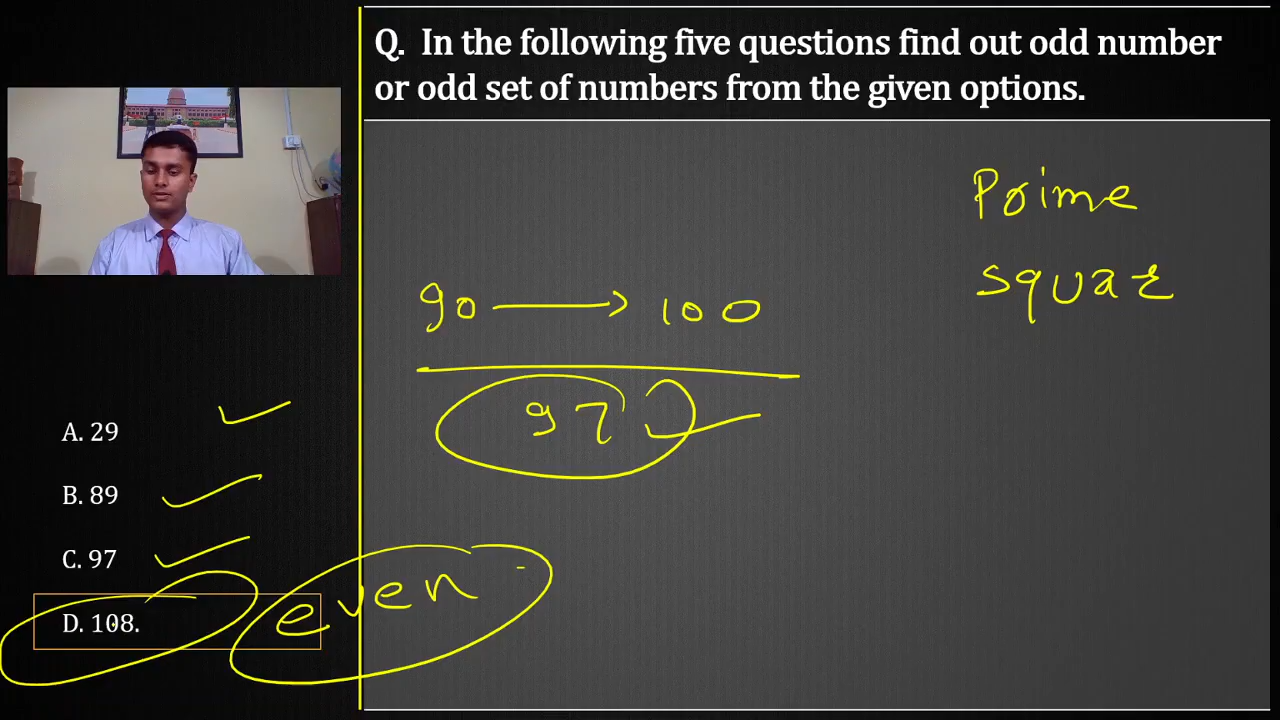 Q. In the following five questions find out odd number
or odd set of numbers from the given options.
Prime
squar
90 → 100
97
A. 29
B. 89
C. 97
D. 108.
even